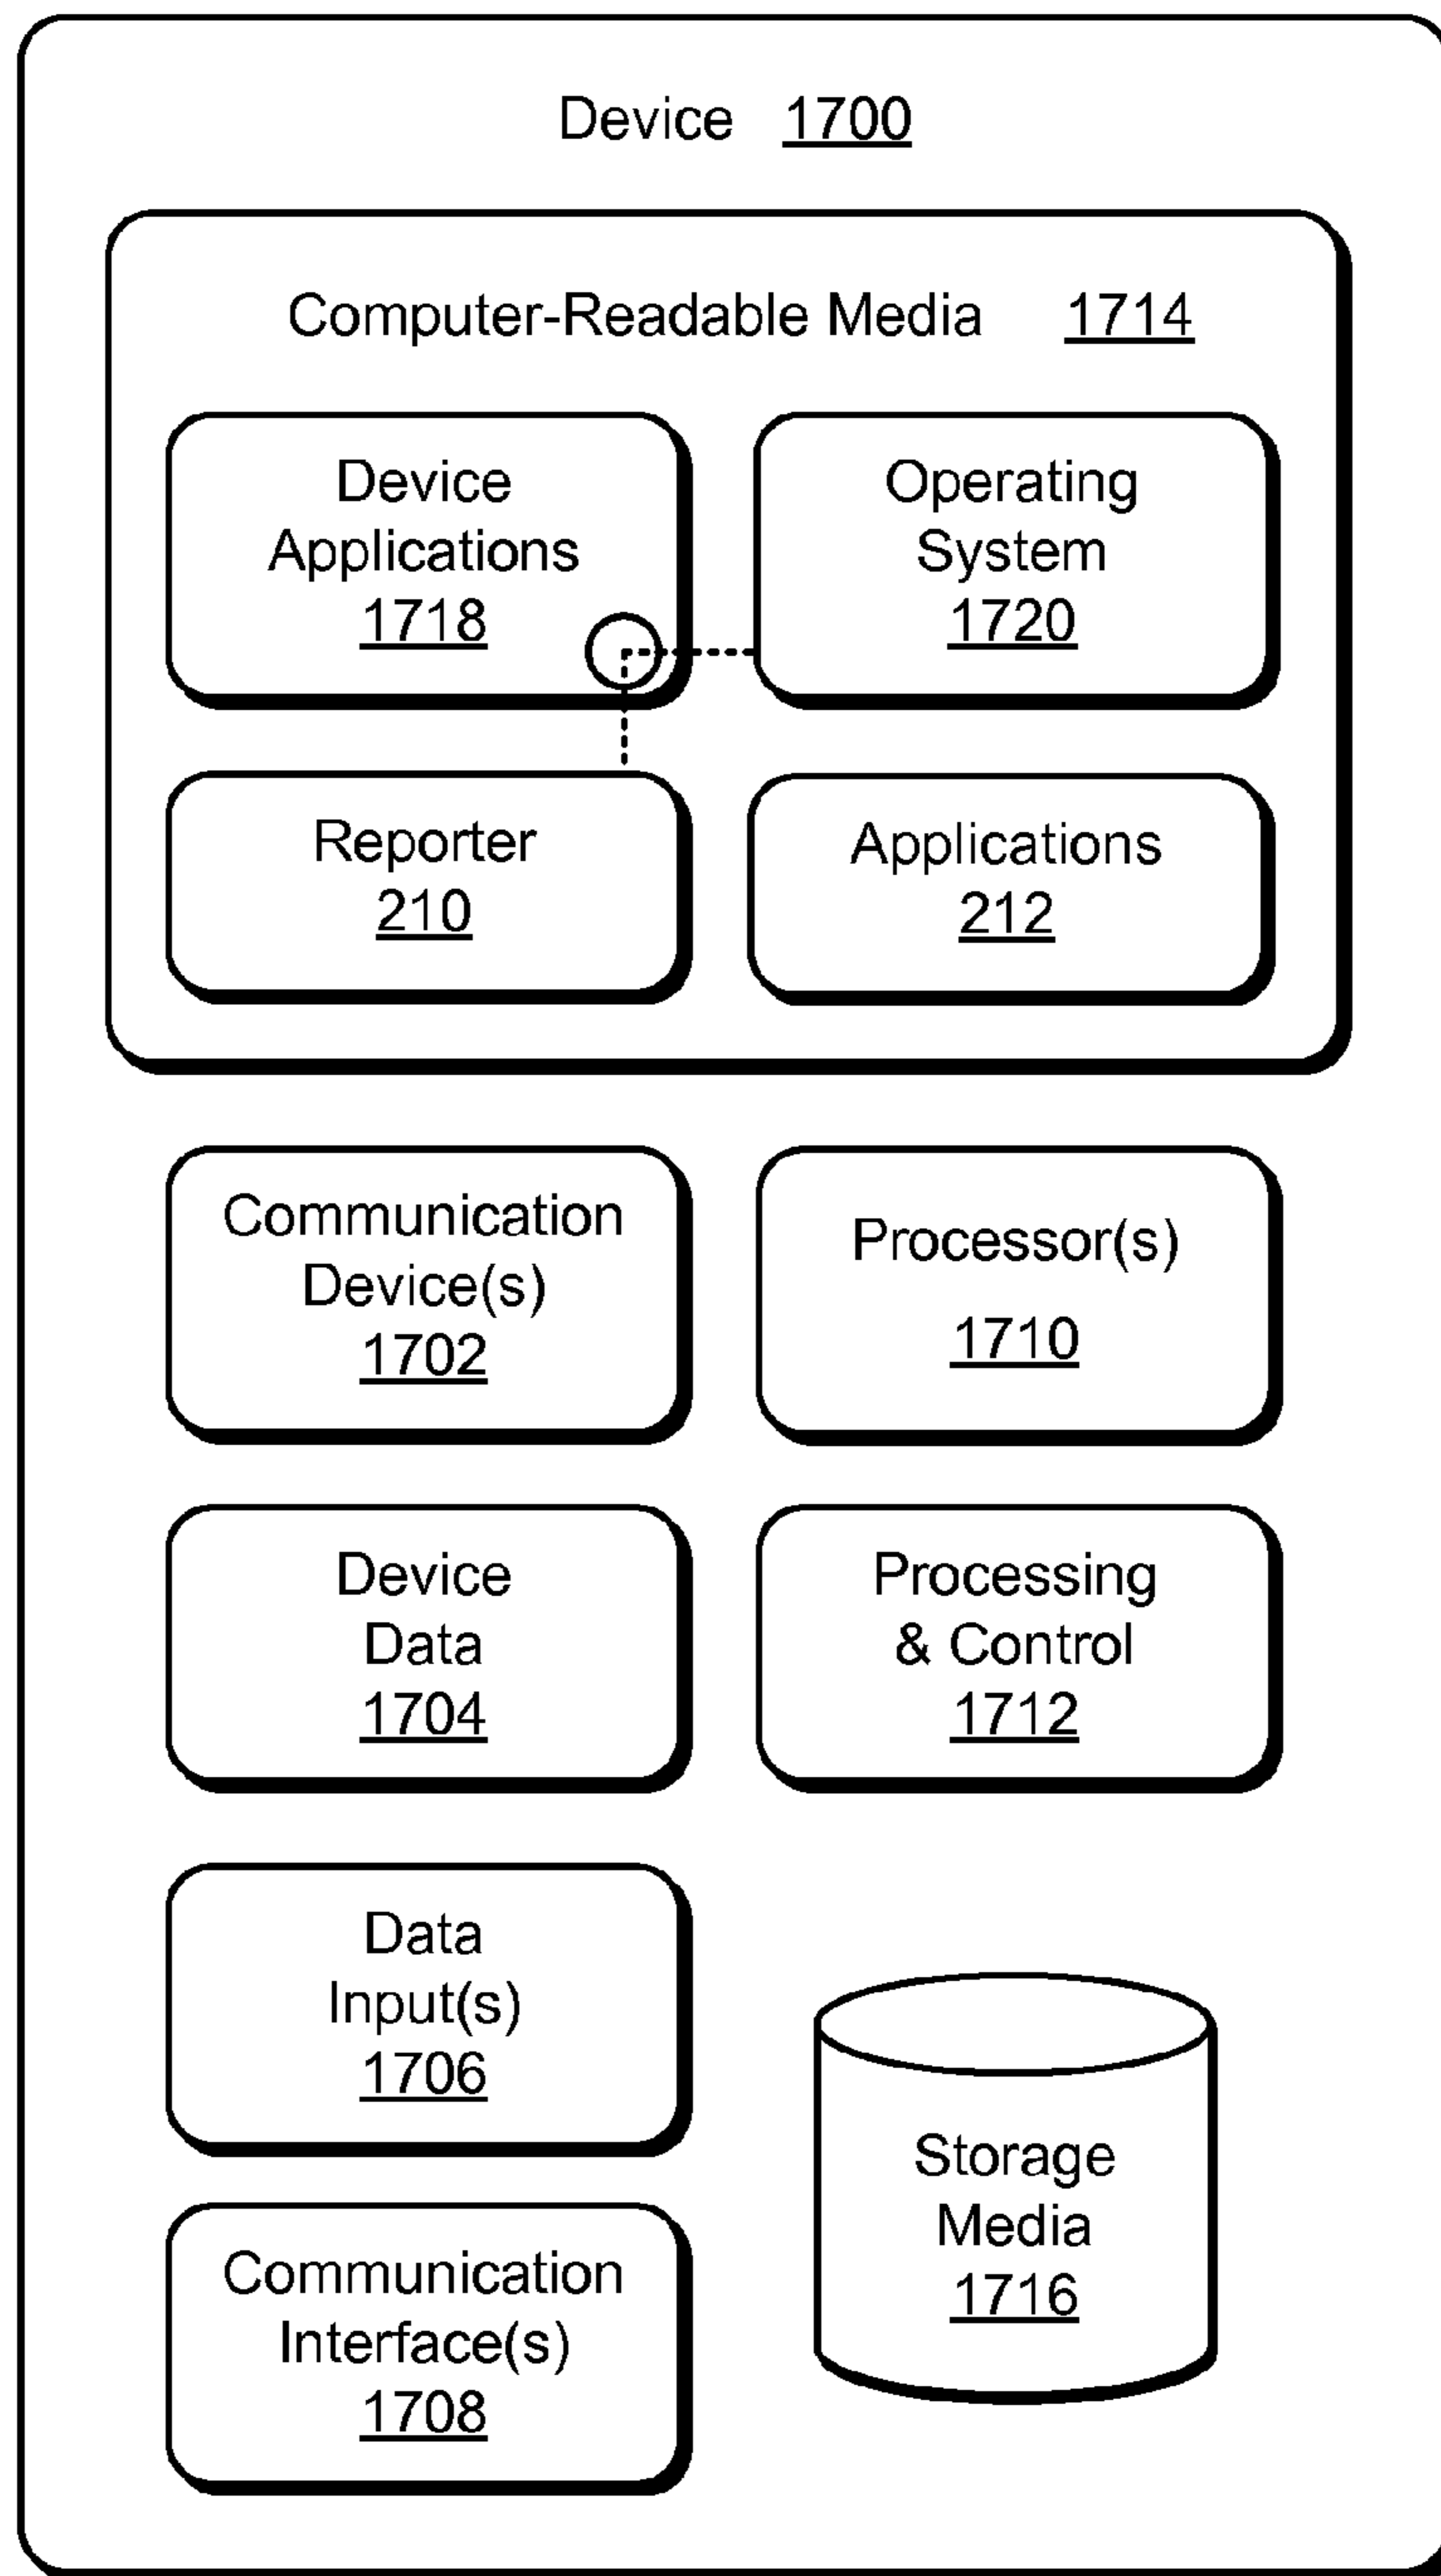 Device 1700
Computer-Readable Media 1714
Device
Applications
1718
Operating
System
1720
Reporter
210
Applications
212
Communication
Device(s)
1702
Processor(s)
1710
Device
Data
1704
Processing
& Control
1712
Data
Input(s)
1706
Storage
Media
1716
Communication
Interface(s)
1708